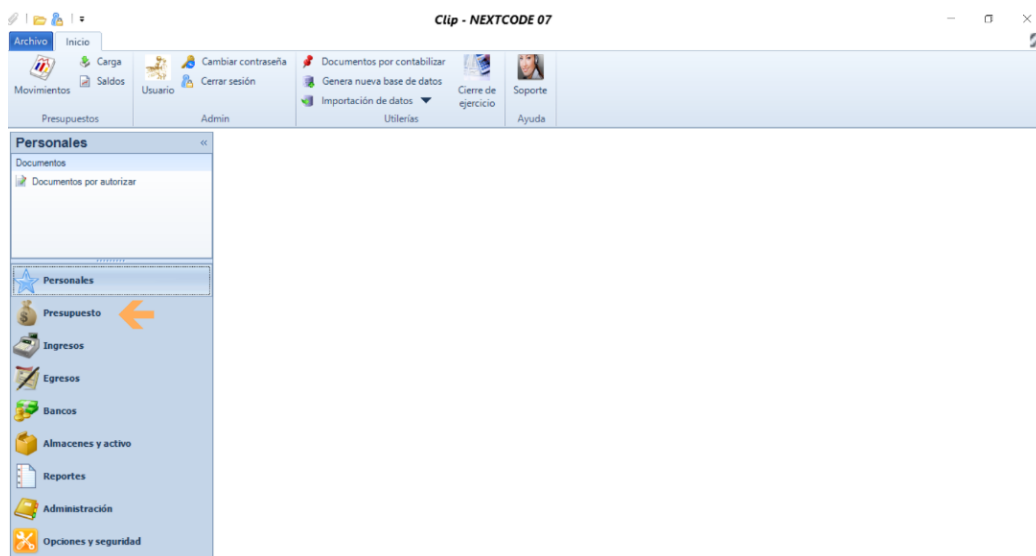 Clip - NEXTCODE 07
Archivo Inicio
Movimientos
Carga
Saldos
Presupuestos
Usuario
Cambiar contraseña
Cerrar sesión
Admin
Documentos por contabilizar
Genera nueva base de datos
Importación de datos
Cierre de
ejercicio
Utilerías
Soporte
Ayuda
Personales «
Documentos
Documentos por autorizar
Personales
Presupuesto
Ingresos
Egresos
Bancos
Almacenes y activo
Reportes
Administración
Opciones y seguridad